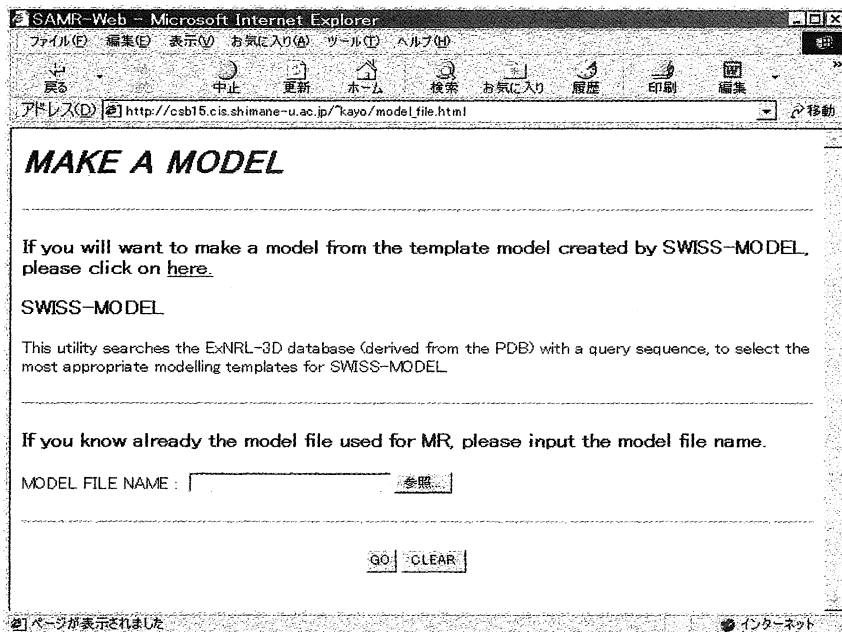 SAMR-Web - Microsoft Internet Explorer
ファイル(F) 編集(E) 表示(V) お気に入り(A) ツール(T) ヘルプ(H)
戻る 中止 更新 ホーム 検索 お気に入り 履歴 印刷 編集 »
アドレス(D) http://csb15.cis.shimane-u.ac.jp/~kayo/model_file.html 移動
MAKE A MODEL
If you will want to make a model from the template model created by SWISS-MODEL,
please click on here.
SWISS-MODEL
This utility searches the ExNRL-3D database (derived from the PDB) with a query sequence, to select the
most appropriate modelling templates for SWISS-MODEL
If you know already the model file used for MR, please input the model file name.
MODEL FILE NAME : 参照...
GO CLEAR
ページが表示されました インターネット